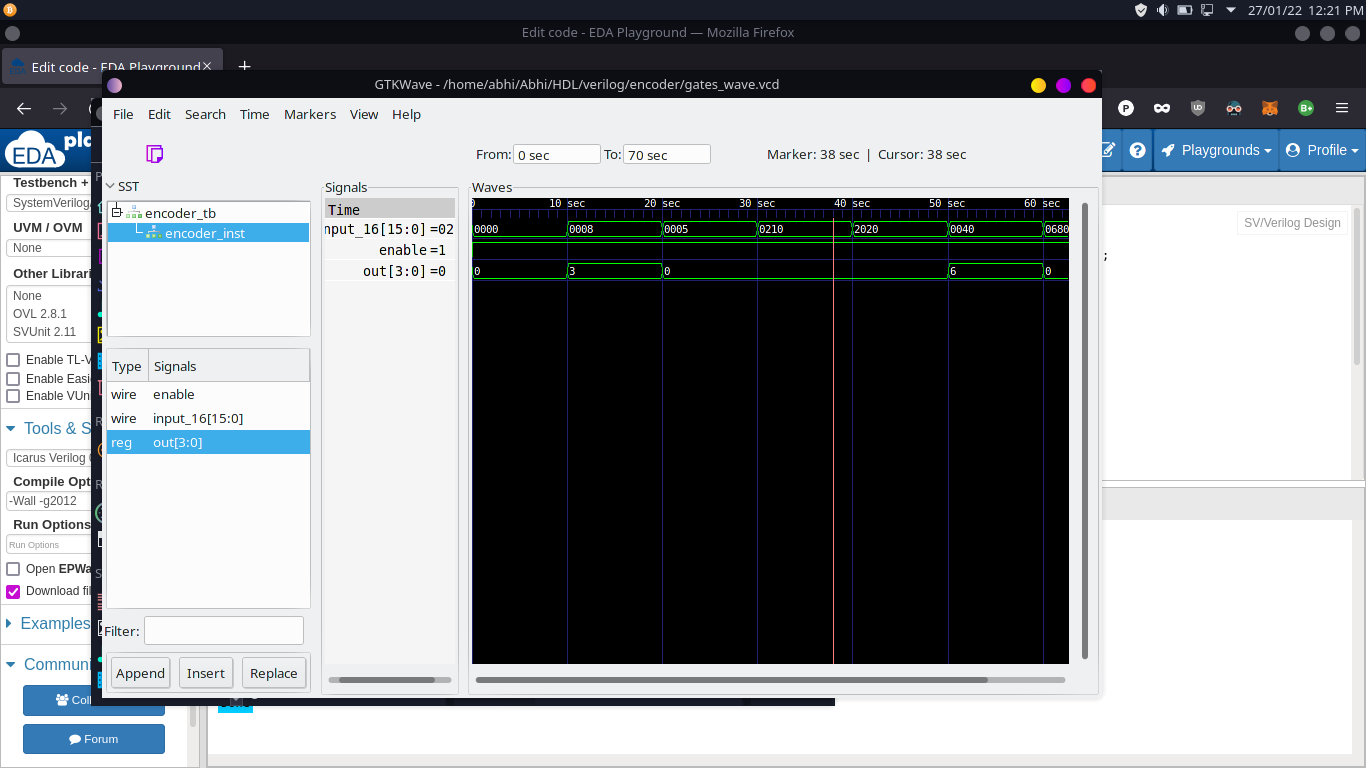 27/01/22 12:21 PM
Edit code - EDA Playground — Mozilla Firefox
Edit code - EDA Playground
GTKWave - /home/abhi/Abhi/HDL/verilog/encoder/gates_wave.vcd
File Edit Search Time Markers View Help
From: 0 sec To: 70 sec Marker: 38 sec | Cursor: 38 sec
EDA
Playgrounds
Profile
SST
Signals
Waves
encoder_tb
encoder_inst
Type Signals
wire enable
wire input_16[15:0]
reg out[3:0]
Filter:
Append Insert Replace
Time
nput_16[15:0] =02
enable=1
out[3:0] =0
0 10 sec 20 sec 30 sec 40 sec 50 sec 60 sec
0000 0008 0005 0210 2020 0040 0680
0 3 0 6 0
SV/Verilog Design
;
Testbench +
SystemVerilog
UVM / OVM
None
Other Librari
None
OVL 2.8.1
SVUnit 2.11
Enable TL-V
Enable Easi
Enable VUn
Tools & S
Icarus Verilog
Compile Opt
-Wall -g2012
Run Options
Run Options
Open EPWa
Download fil
Examples
Communi
Coll
Forum